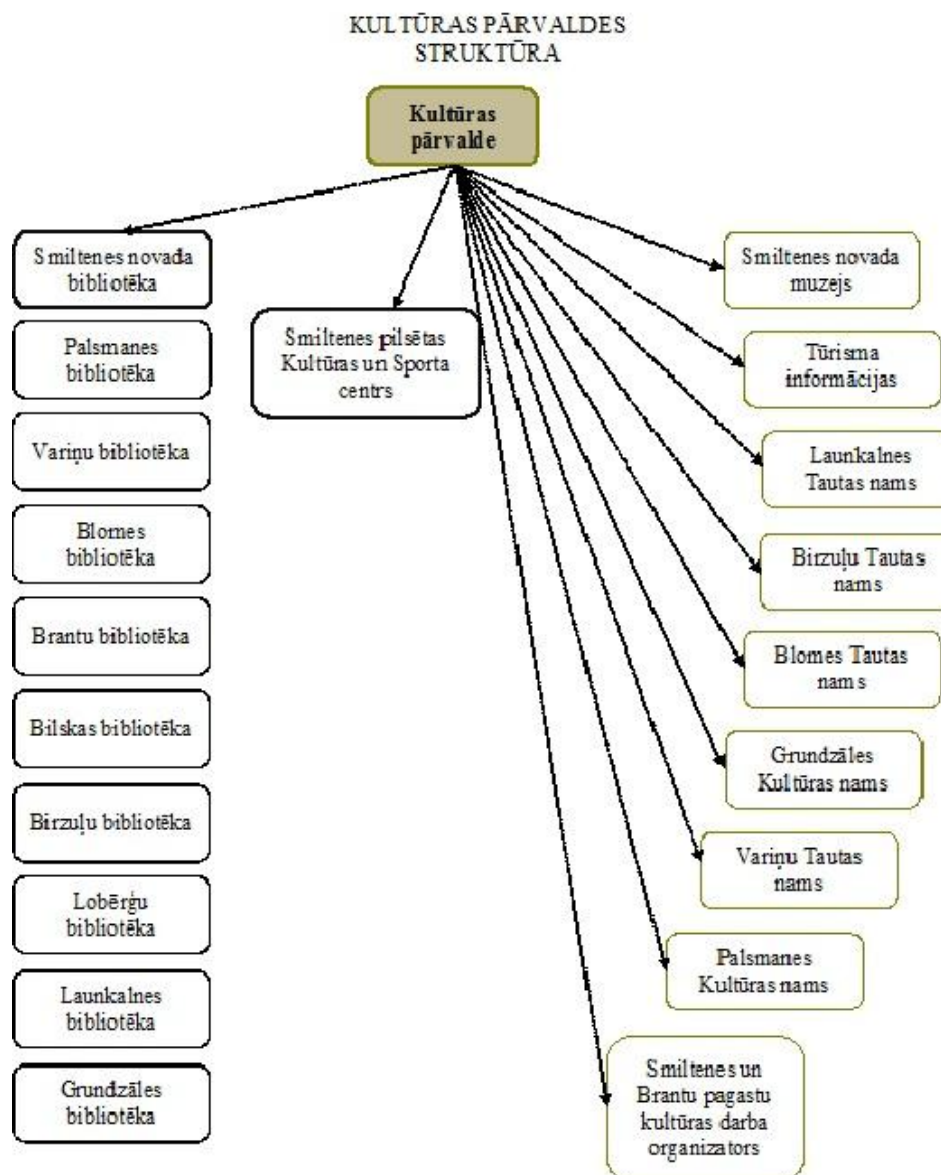 KULTŪRAS PĀRVALDES
STRUKTŪRA
Kultūras
pārvalde
Smiltenes novada
bibliotēka
Palsmanes
bibliotēka
Variņu bibliotēka
Blomes
bibliotēka
Brantu bibliotēka
Bilskas bibliotēka
Birzuļu bibliotēka
Lobērģu
bibliotēka
Launkalnes
bibliotēka
Grundzāles
bibliotēka
Smiltenes pilsētas
Kultūras un Sporta
centrs
Smiltenes novada
muzejs
Tūrisma
informācijas
Launkalnes
Tautas nams
Birzuļu Tautas
nams
Blomes Tautas
nams
Grundzāles
Kultūras nams
Variņu Tautas
nams
Palsmanes
Kultūras nams
Smiltenes un
Brantu pagastu
kultūras darba
organizators